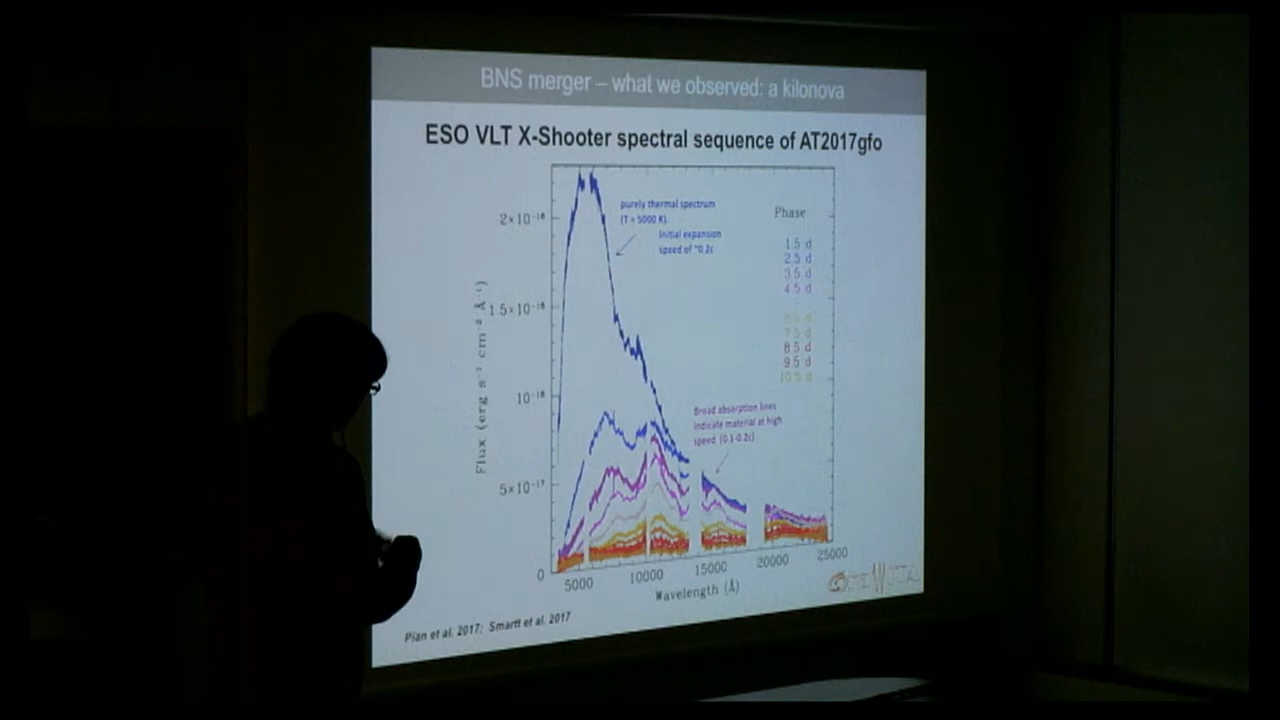 BNS merger – what we observed: a kilonova
ESO VLT X-Shooter spectral sequence of AT2017gfo
purely thermal spectrum
(T = 5000 K).
Initial expansion
speed of ~0.2c
Phase
1.5 d
2.5 d
3.5 d
4.5 d
7.5 d
8.5 d
9.5 d
10.5 d
Broad absorption lines
indicate material at high
speed (0.1-0.2c)
Flux (erg s⁻¹ cm⁻² Å⁻¹)
2×10⁻¹⁶
1.5×10⁻¹⁶
10⁻¹⁶
5×10⁻¹⁷
0
5000
10000
15000
20000
25000
Wavelength (Å)
Pian et al. 2017; Smartt et al. 2017